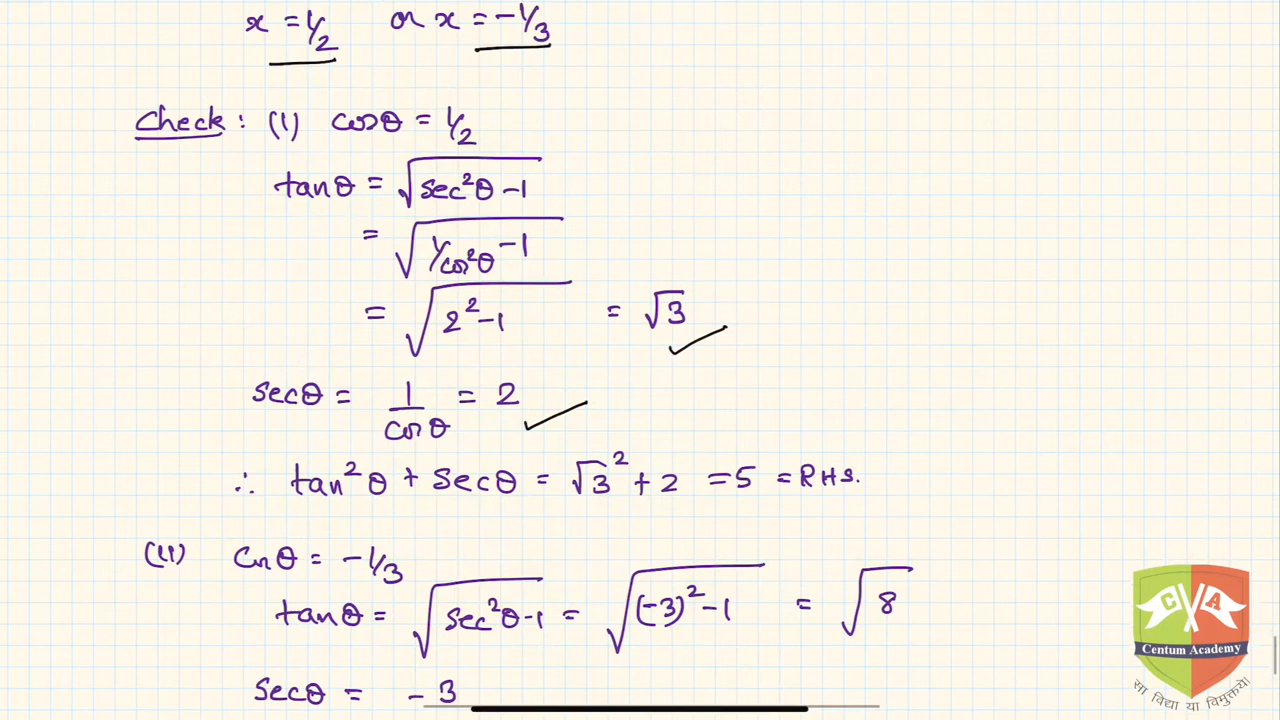 x = 1/2 or x = -1/3
Check: (i) cosθ = 1/2
tanθ = √(sec²θ -1)
= √(1/cos²θ -1)
= √(2²-1) = √3
secθ = 1/cosθ = 2
∴ tan²θ + secθ = √3² + 2 = 5 = RHS.
(ii) cosθ = -1/3
tanθ = √(sec²θ-1) = √((-3)²-1) = √8
secθ = -3
C A
Centum Academy
सा विद्या या विमुक्तये।